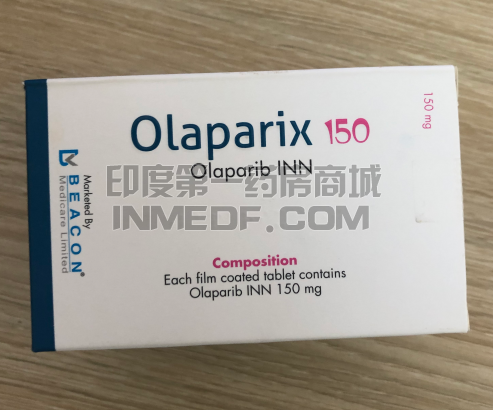 150 mg
Olaparix 150
Olaparib INN
印度第一药房商城
INMEDF.COM
Marketed By
BEACON®
Medicare Limited
Composition
Each film coated tablet contains
Olaparib INN 150 mg